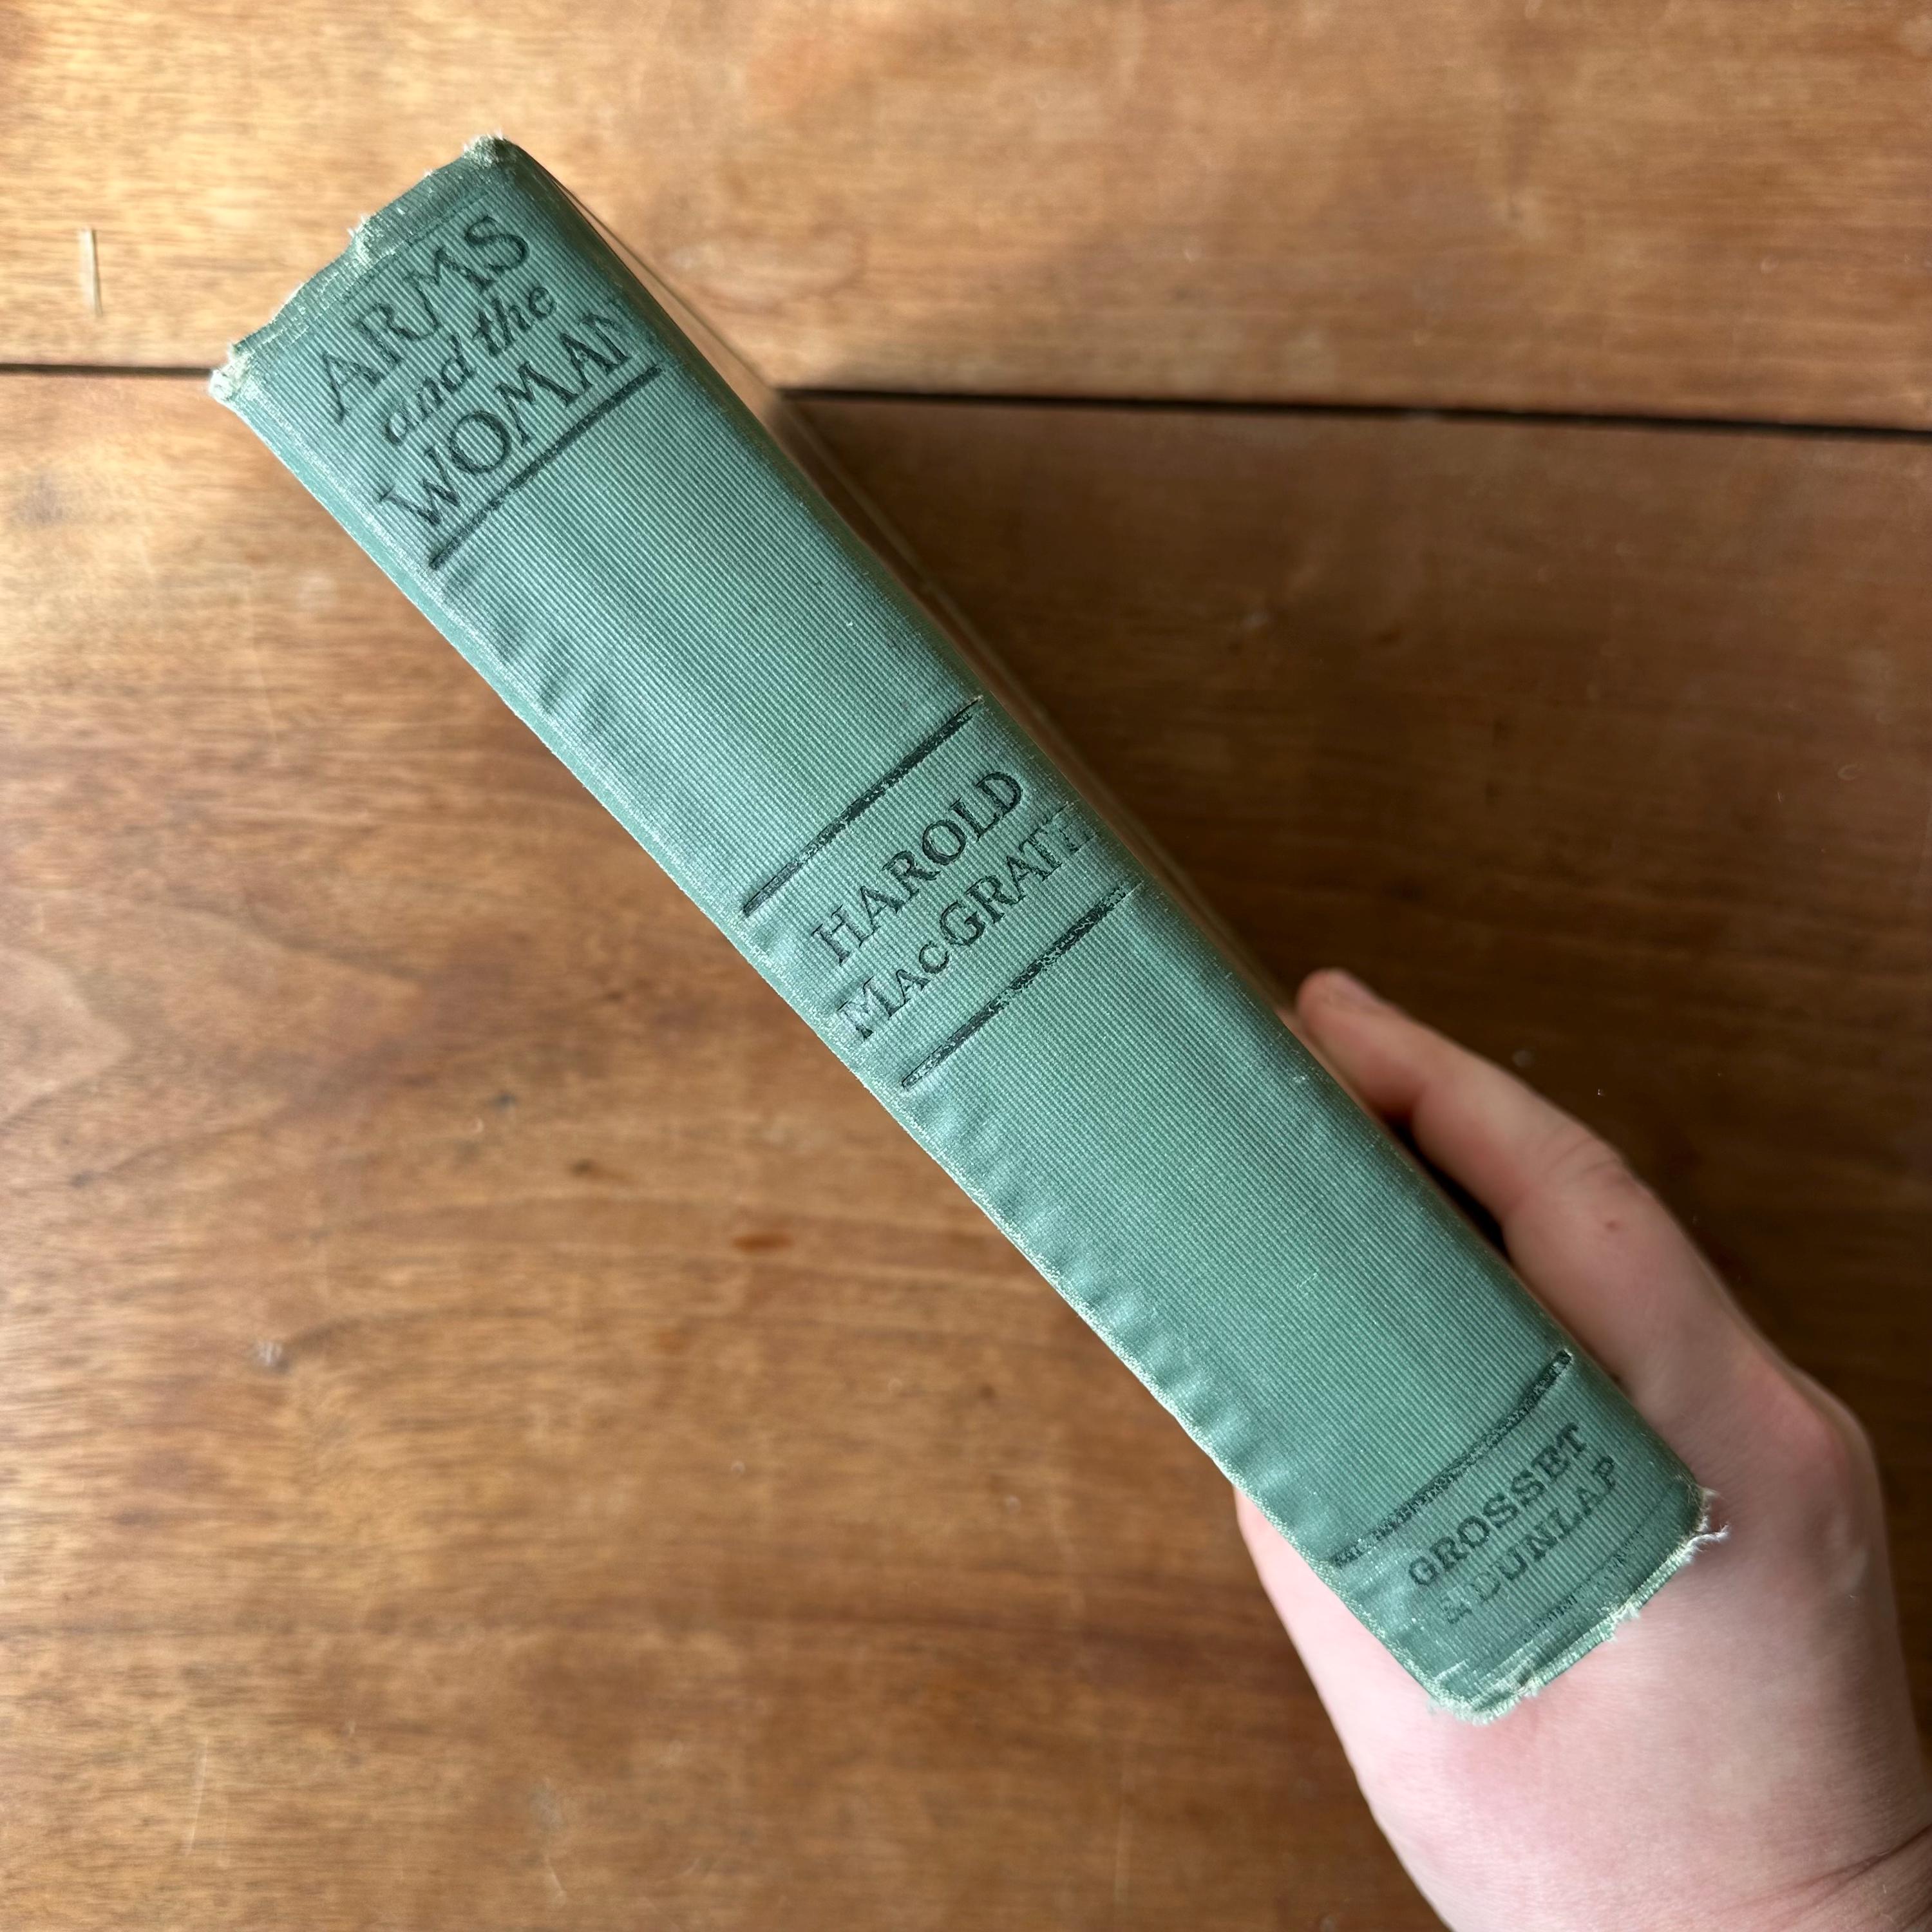 ARMS
and the
WOMAN
HAROLD
MACGRATH
GROSSET
& DUNLAP